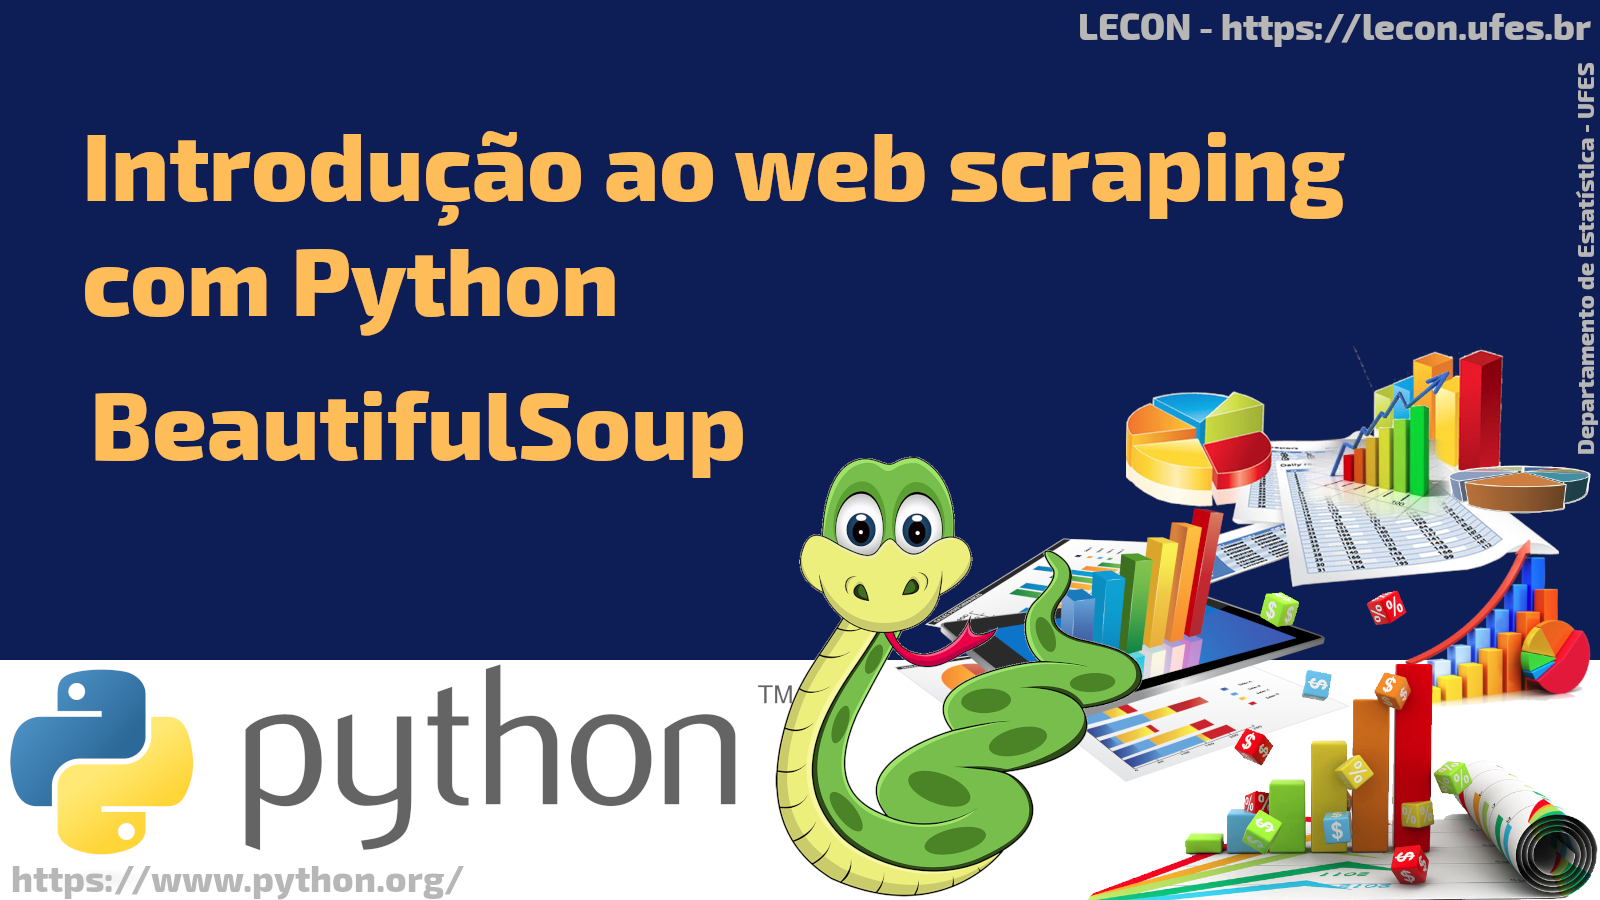 LECON - https://lecon.ufes.br
Departamento de Estatística - UFES
Introdução ao web scraping
com Python
BeautifulSoup
python
TM
https://www.python.org/